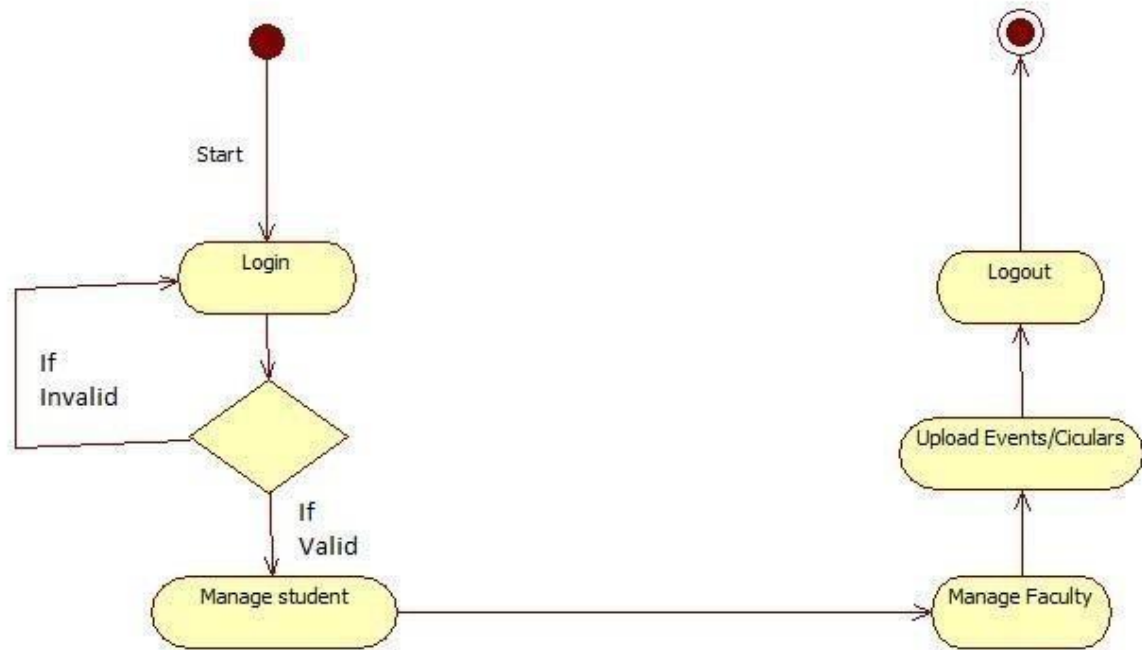 Start
Login
If
Invalid
If
Valid
Manage student
Manage Faculty
Upload Events/Ciculars
Logout